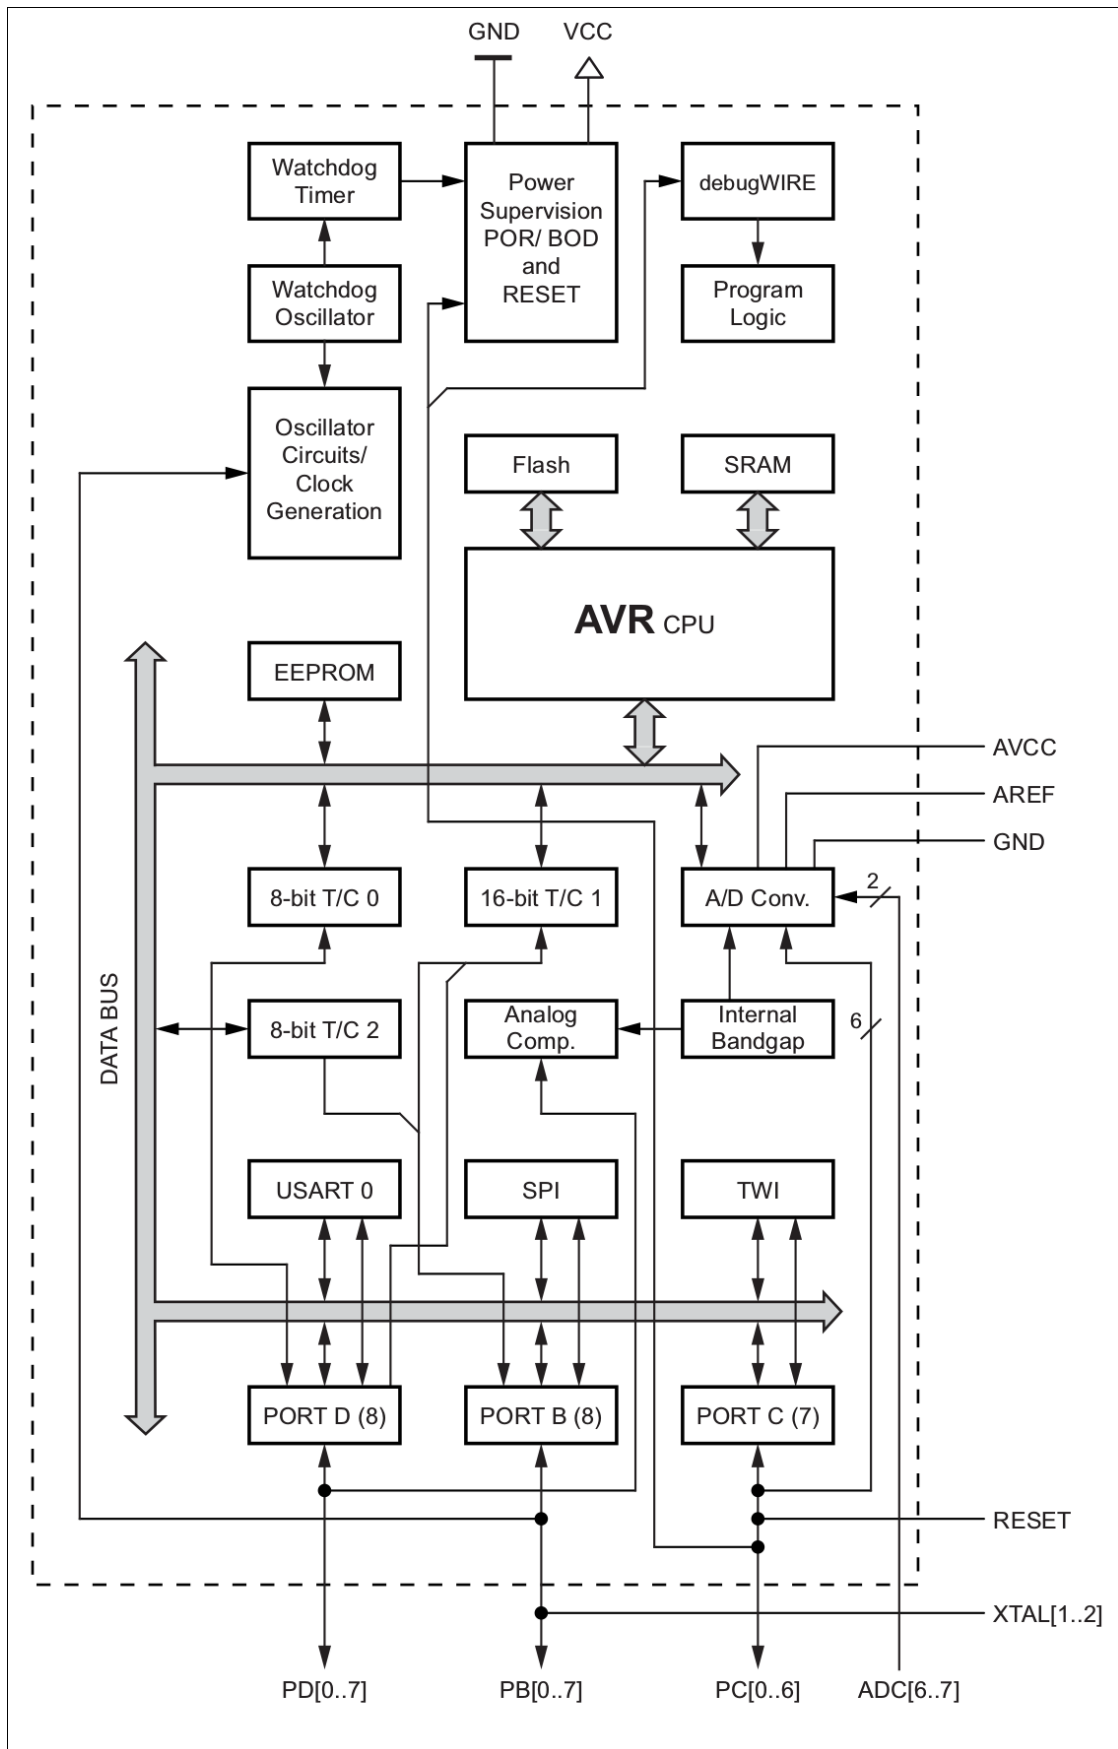 GND
VCC
Watchdog
Timer
Power
Supervision
POR/ BOD
and
RESET
debugWIRE
Watchdog
Oscillator
Program
Logic
Oscillator
Circuits/
Clock
Generation
Flash
SRAM
AVR CPU
EEPROM
AVCC
AREF
GND
8-bit T/C 0
16-bit T/C 1
A/D Conv.
2
DATA BUS
8-bit T/C 2
Analog
Comp.
Internal
Bandgap
6
USART 0
SPI
TWI
PORT D (8)
PORT B (8)
PORT C (7)
RESET
XTAL[1..2]
PD[0..7]
PB[0..7]
PC[0..6]
ADC[6..7]